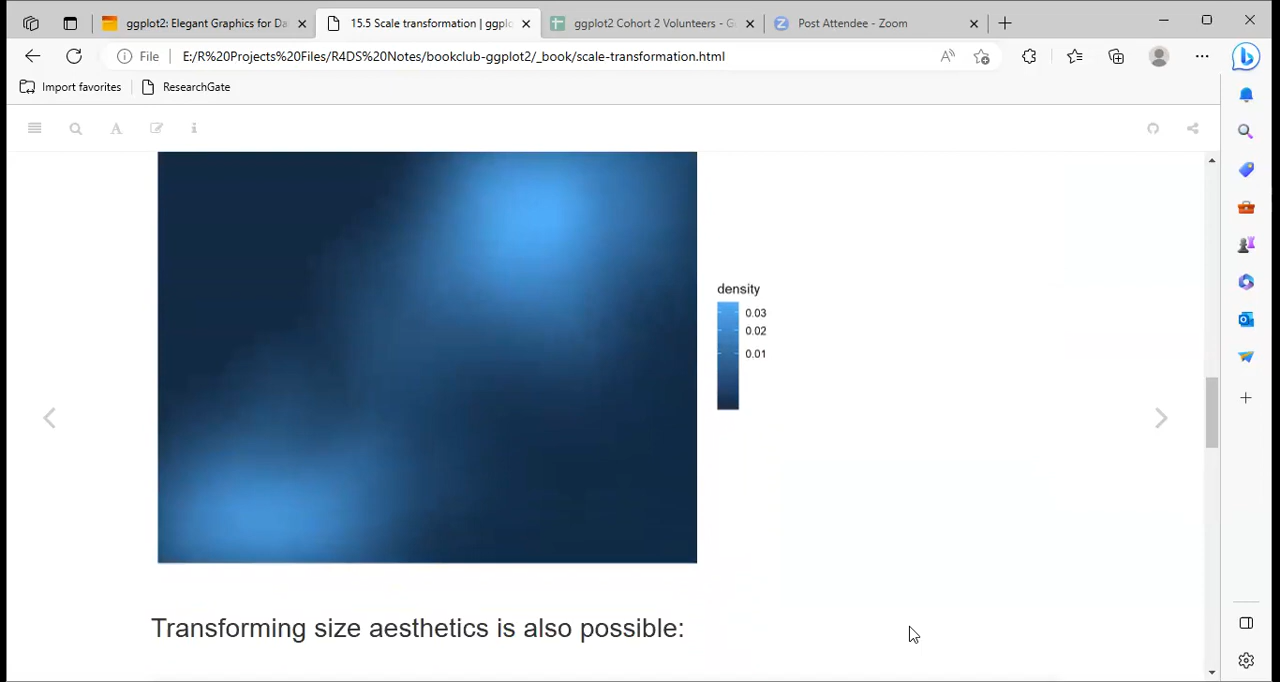 ggplot2: Elegant Graphics for Da
15.5 Scale transformation | ggplo
ggplot2 Cohort 2 Volunteers - G
Post Attendee - Zoom
File
E:/R%20Projects%20Files/R4DS%20Notes/bookclub-ggplot2/_book/scale-transformation.html
Import favorites
ResearchGate
density
0.03
0.02
0.01
Transforming size aesthetics is also possible: